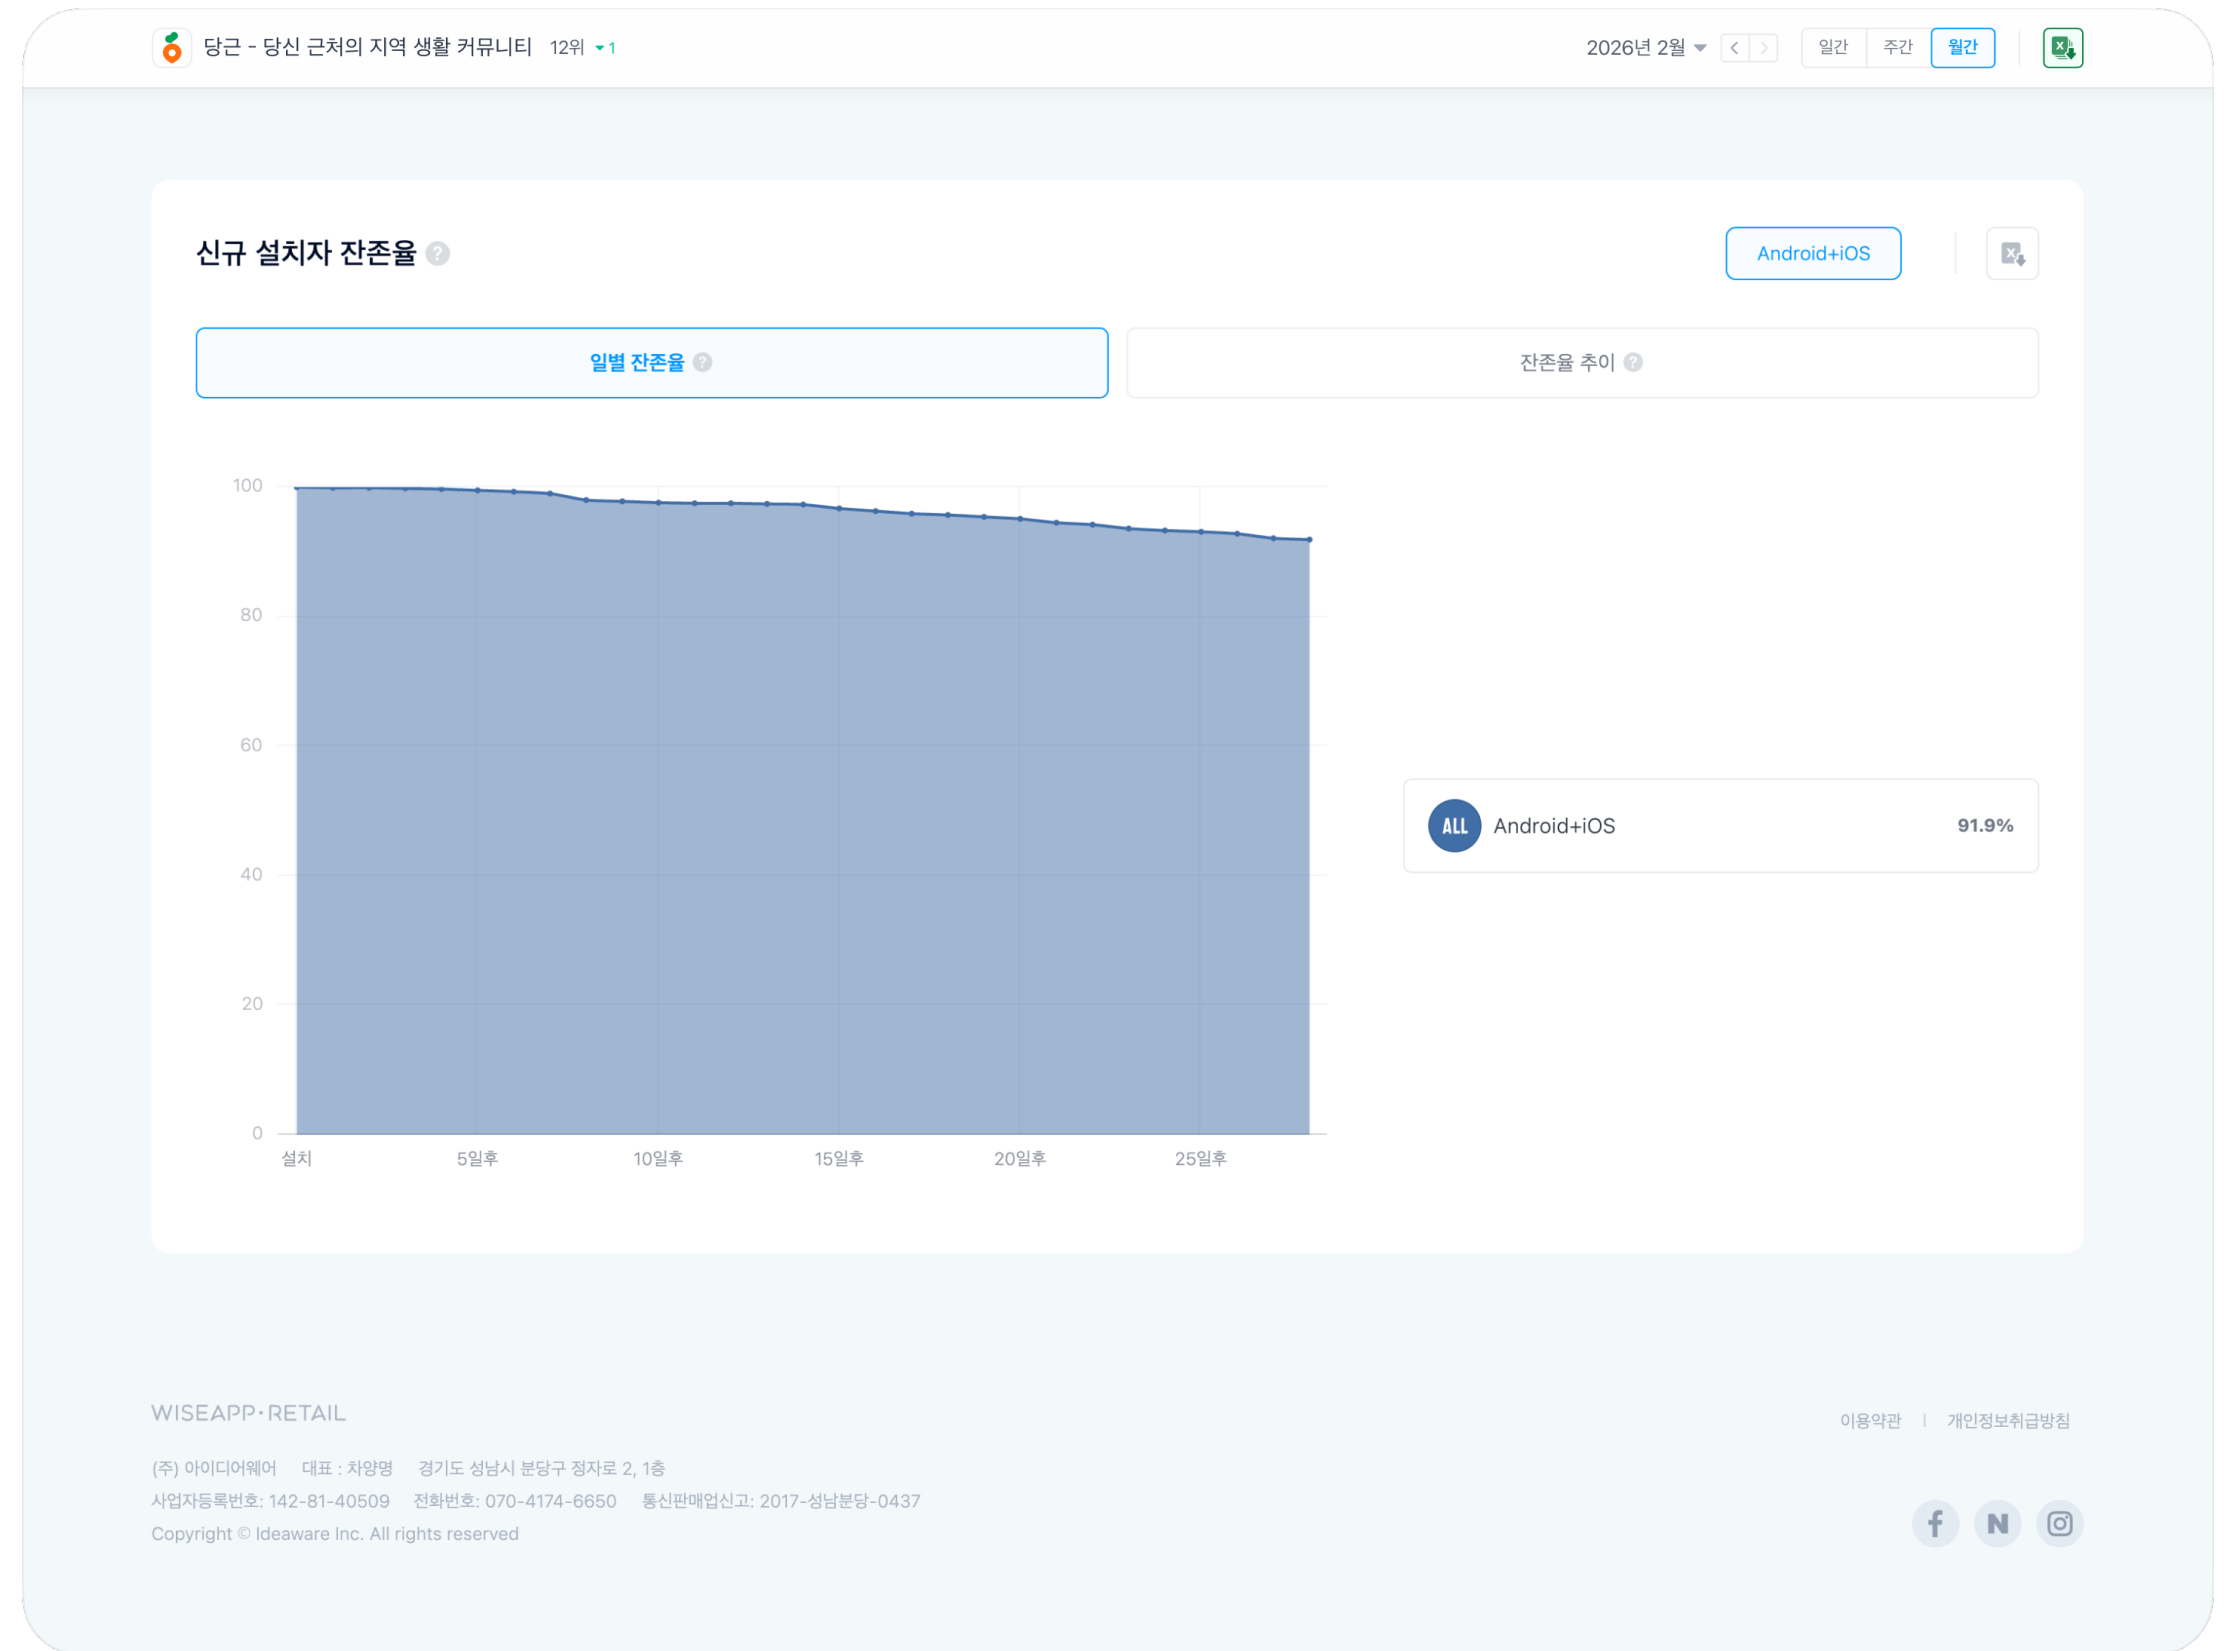 당근 - 당신 근처의 지역 생활 커뮤니티 12위 1
2026년 2월 일간 주간 월간
신규 설치자 잔존율 ?
Android+iOS
일별 잔존율 ?
잔존율 추이 ?
100
80
60
40
20
0
설치 5일후 10일후 15일후 20일후 25일후
ALL Android+iOS 91.9%
WISEAPP·RETAIL
이용약관 | 개인정보취급방침
(주) 아이디어웨어 대표 : 차양명 경기도 성남시 분당구 정자로 2, 1층
사업자등록번호: 142-81-40509 전화번호: 070-4174-6650 통신판매업신고: 2017-성남분당-0437
Copyright © Ideaware Inc. All rights reserved